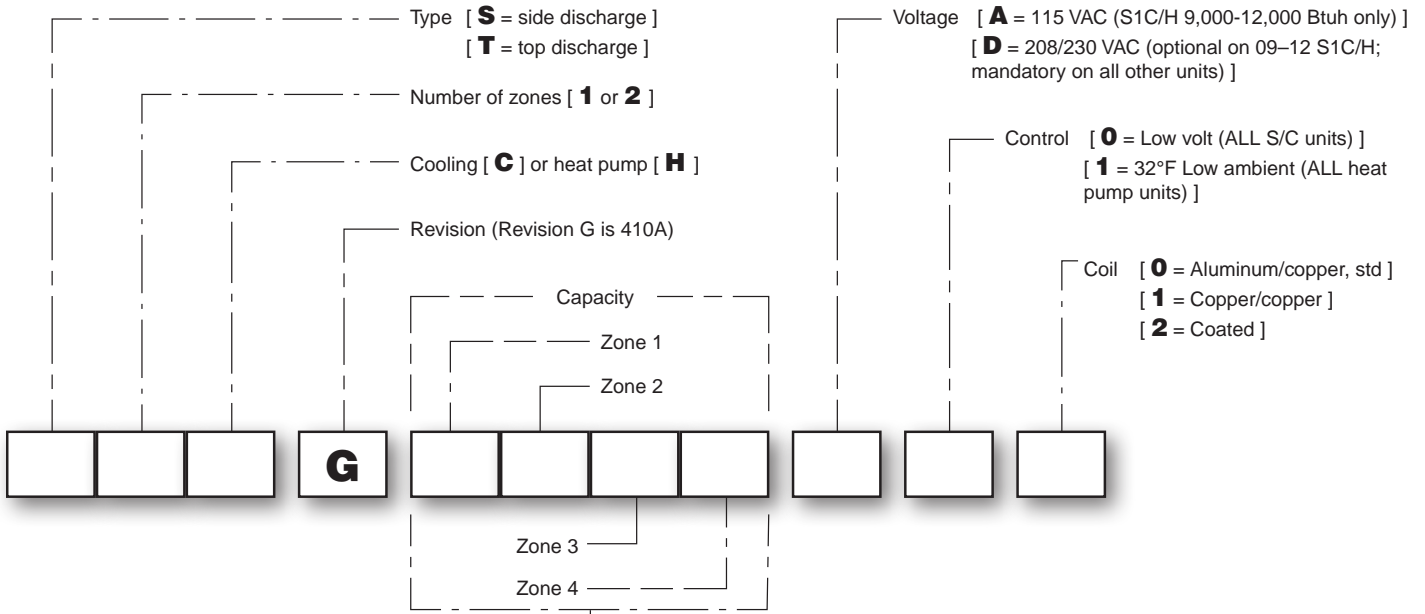 Type [ S = side discharge ]
[ T = top discharge ]
Number of zones [ 1 or 2 ]
Cooling [ C ] or heat pump [ H ]
Revision (Revision G is 410A)
Capacity
Zone 1
Zone 2
Voltage [ A = 115 VAC (S1C/H 9,000-12,000 Btuh only) ]
[ D = 208/230 VAC (optional on 09–12 S1C/H;
mandatory on all other units) ]
Control [ 0 = Low volt (ALL S/C units) ]
[ 1 = 32°F Low ambient (ALL heat
pump units) ]
Coil [ 0 = Aluminum/copper, std ]
[ 1 = Copper/copper ]
[ 2 = Coated ]
G
Zone 3
Zone 4